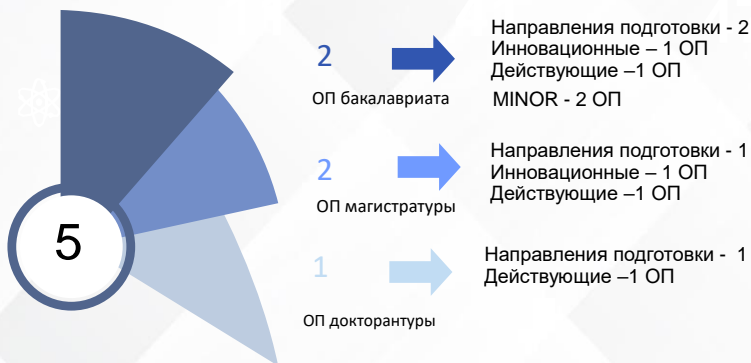 5
2
ОП бакалавриата
Направления подготовки - 2
Инновационные – 1 ОП
Действующие –1 ОП
MINOR - 2 ОП
2
ОП магистратуры
Направления подготовки - 1
Инновационные – 1 ОП
Действующие –1 ОП
1
ОП докторантуры
Направления подготовки - 1
Действующие –1 ОП